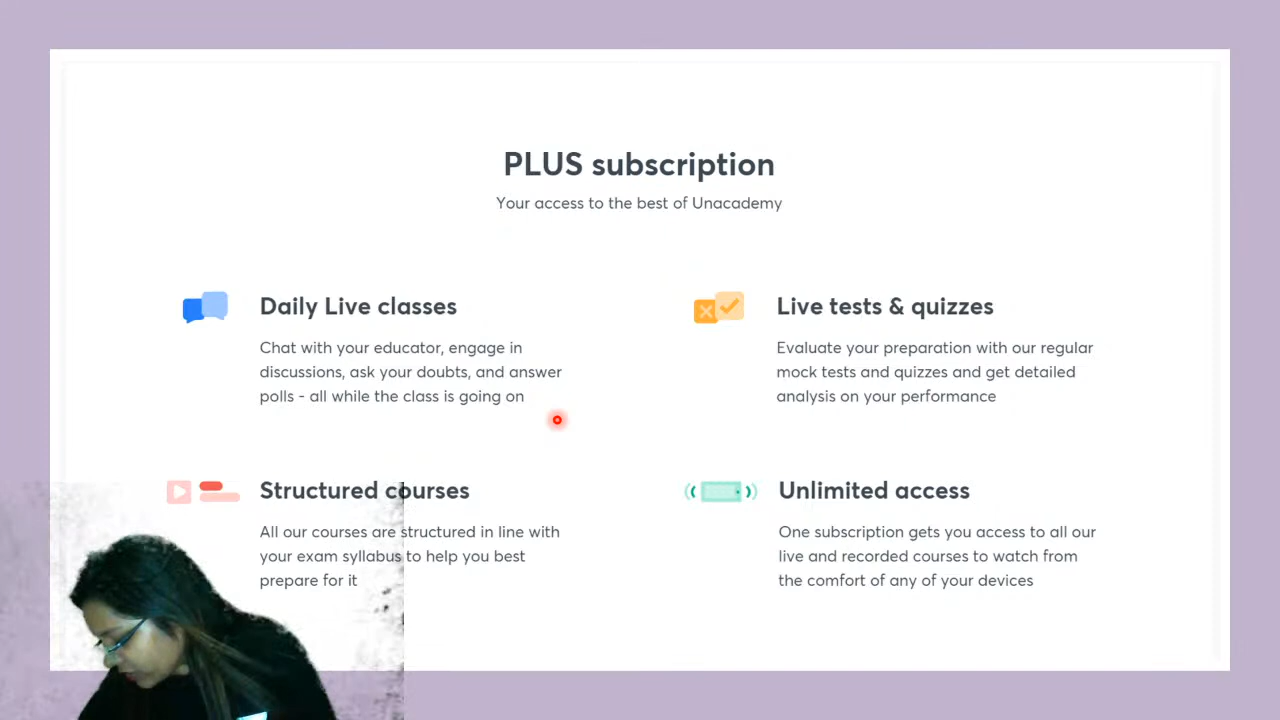 PLUS subscription
Your access to the best of Unacademy
Daily Live classes
Chat with your educator, engage in
discussions, ask your doubts, and answer
polls - all while the class is going on
Live tests & quizzes
Evaluate your preparation with our regular
mock tests and quizzes and get detailed
analysis on your performance
Structured courses
All our courses are structured in line with
your exam syllabus to help you best
prepare for it
Unlimited access
One subscription gets you access to all our
live and recorded courses to watch from
the comfort of any of your devices